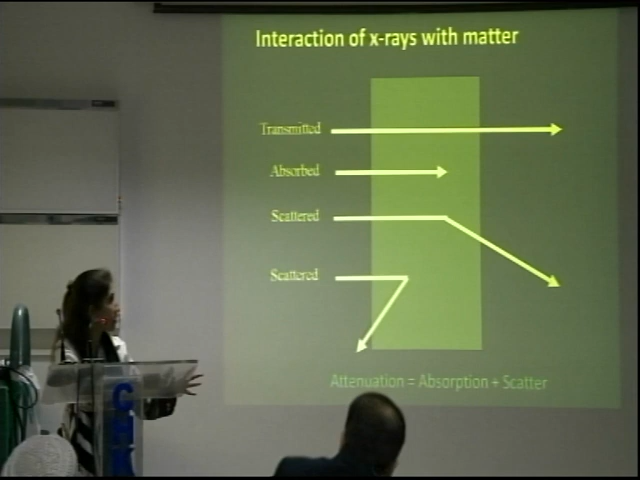 Interaction of x-rays with matter
Transmitted
Absorbed
Scattered
Scattered
Attenuation = Absorption + Scatter